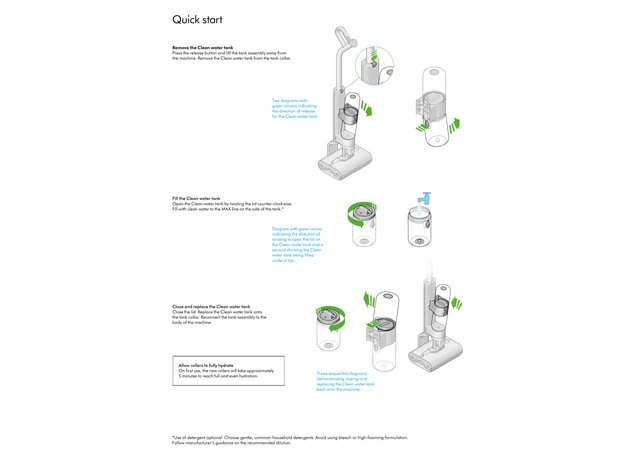 Quick start
Remove the Clean water tank
Press the release button and lift the tank assembly away from
the machine. Remove the Clean water tank from the tank collar.
Two diagrams with
green arrows indicating
the direction of release
for the Clean water tank.
Fill the Clean water tank
Open the Clean water tank by twisting the lid counter-clockwise.
Fill with clean water to the MAX line on the side of the tank.*
Diagram with green arrow
indicating the direction of
twisting to open the lid on
the Clean water tank and a
second showing the Clean
water tank being filled
under a tap.
Close and replace the Clean water tank
Close the lid. Replace the Clean water tank onto
the tank collar. Reconnect the tank assembly to the
body of the machine.
Allow rollers to fully hydrate
On first use, the new rollers will take approximately
5 minutes to reach full and even hydration.
Three sequential diagrams
demonstrating closing and
replacing the Clean water tank
back onto the machine.
*Use of detergent optional. Choose gentle, common household detergents. Avoid using bleach or high-foaming formulation.
Follow manufacturer's guidance on the recommended dilution.